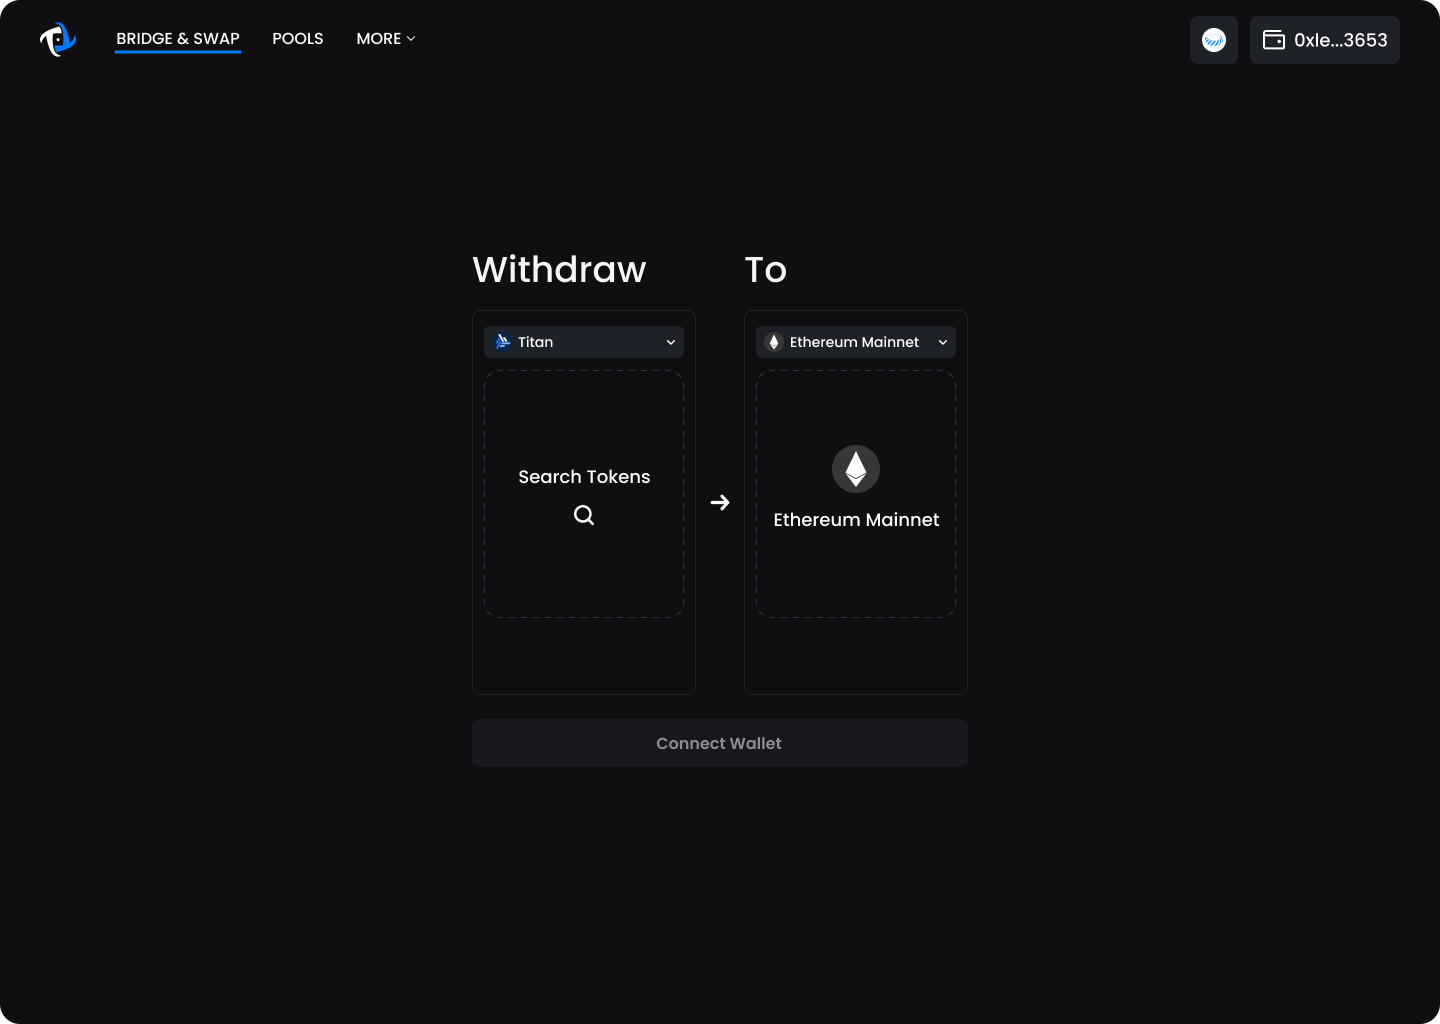 BRIDGE & SWAP
POOLS
MORE
0xle...3653
Withdraw
To
Titan
Ethereum Mainnet
Search Tokens
Ethereum Mainnet
Connect Wallet